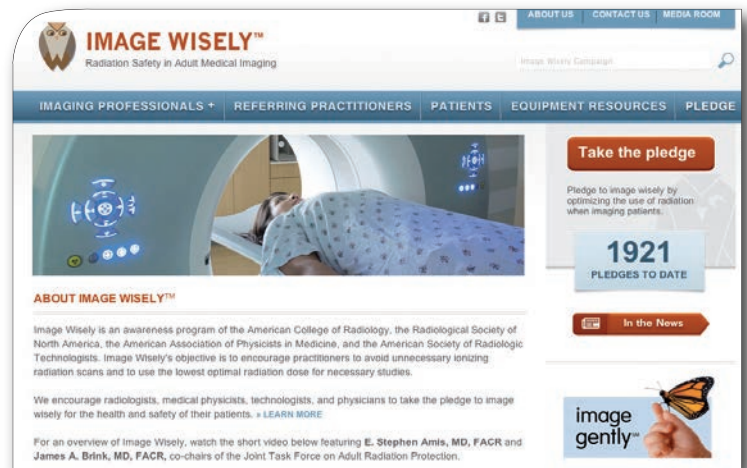 ABOUT US CONTACT US MEDIA ROOM
IMAGE WISELY™
Radiation Safety in Adult Medical Imaging
Image Wisely Campaign
IMAGING PROFESSIONALS + REFERRING PRACTITIONERS PATIENTS EQUIPMENT RESOURCES PLEDGE
Take the pledge
Pledge to image wisely by
optimizing the use of radiation
when imaging patients.
1921
PLEDGES TO DATE
In the News
image
gently℠
ABOUT IMAGE WISELY™
Image Wisely is an awareness program of the American College of Radiology, the Radiological Society of
North America, the American Association of Physicists in Medicine, and the American Society of Radiologic
Technologists. Image Wisely's objective is to encourage practitioners to avoid unnecessary ionizing
radiation scans and to use the lowest optimal radiation dose for necessary studies.
We encourage radiologists, medical physicists, technologists, and physicians to take the pledge to image
wisely for the health and safety of their patients. » LEARN MORE
For an overview of Image Wisely, watch the short video below featuring E. Stephen Amis, MD, FACR and
James A. Brink, MD, FACR, co-chairs of the Joint Task Force on Adult Radiation Protection.